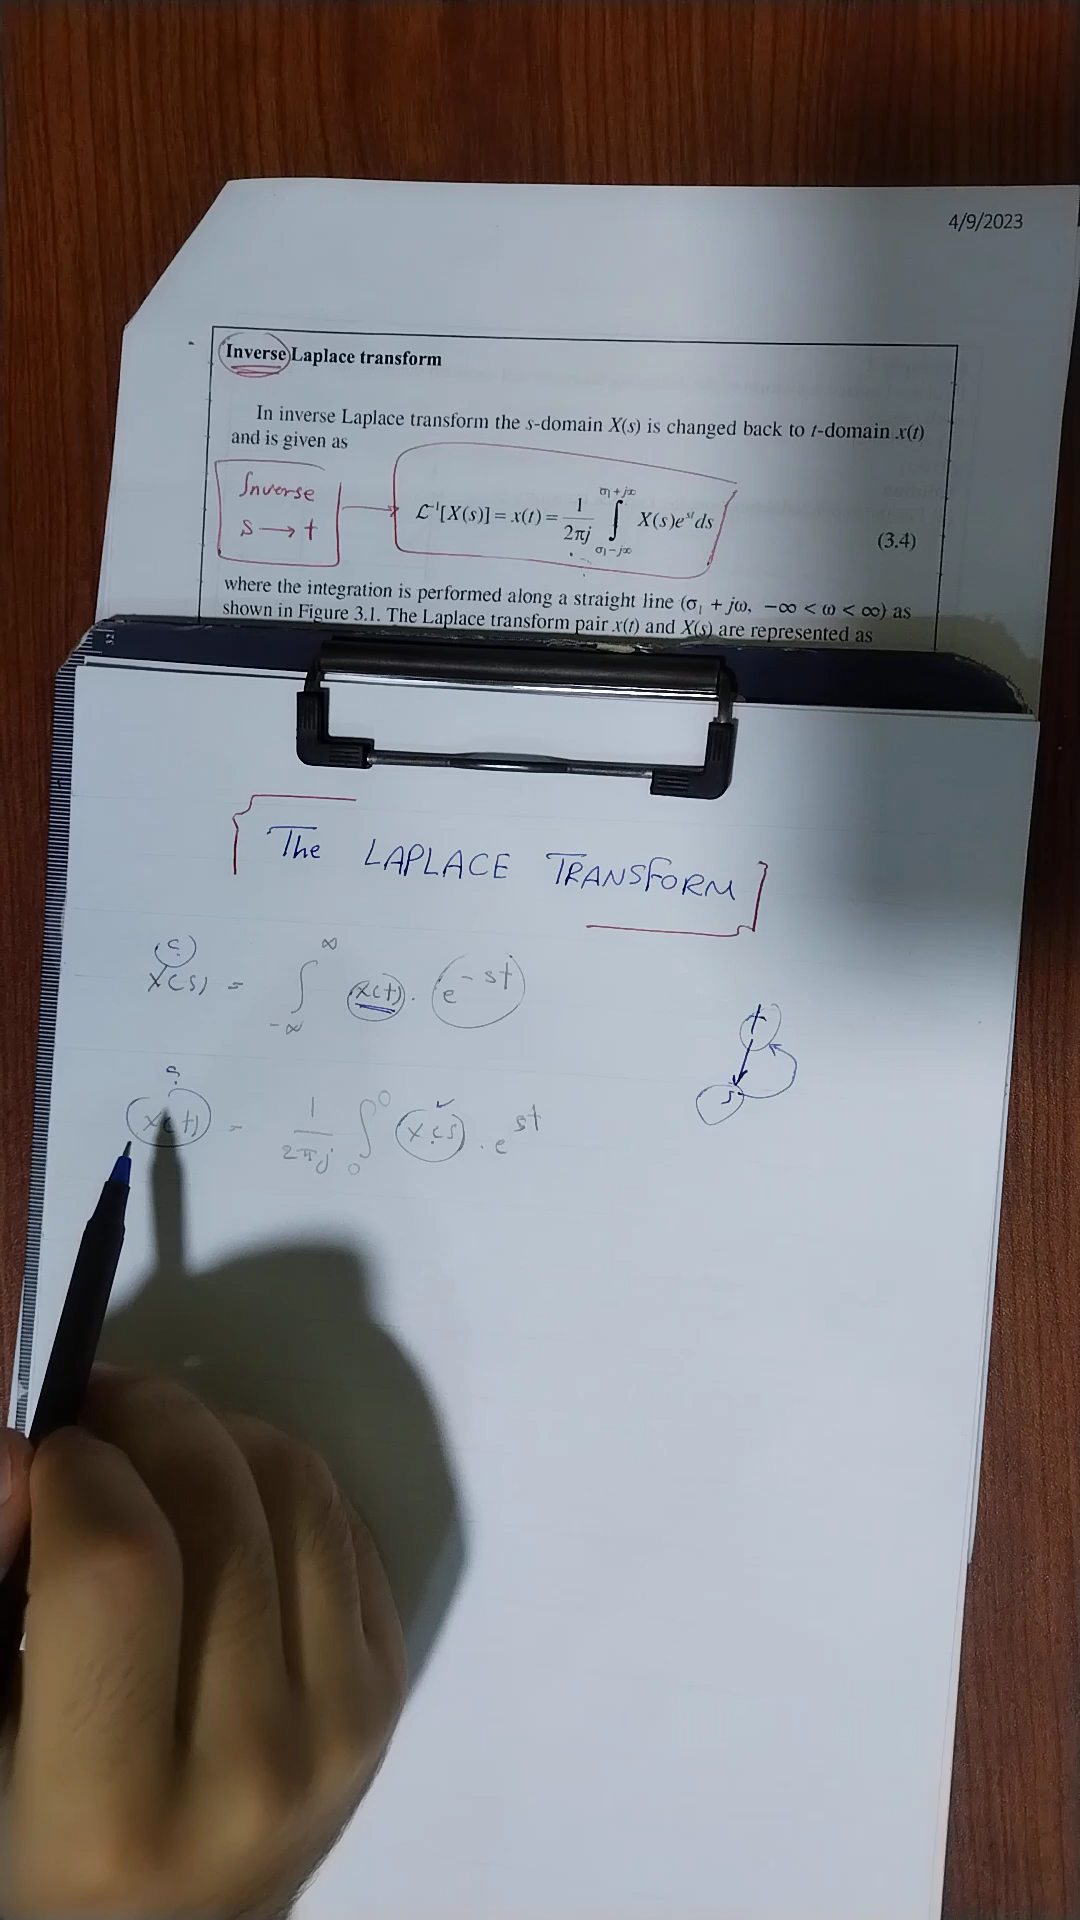 4/9/2023
Inverse Laplace transform
In inverse Laplace transform the s-domain X(s) is changed back to t-domain x(t)
and is given as
Inverse
s → t
ℒ⁻¹[X(s)] = x(t) = 1/2πj ∫_{σ₁−j∞}^{σ₁+j∞} X(s)eˢᵗds
(3.4)
where the integration is performed along a straight line (σ₁ + jω, −∞ < ω < ∞) as
shown in Figure 3.1. The Laplace transform pair x(t) and X(s) are represented as
The LAPLACE TRANSFORM
X(s) = ∫_{-∞}^{∞} x(t) . e^{-st}
t
s
x(t) = 1/2πj ∫ X(s) . e^{st}